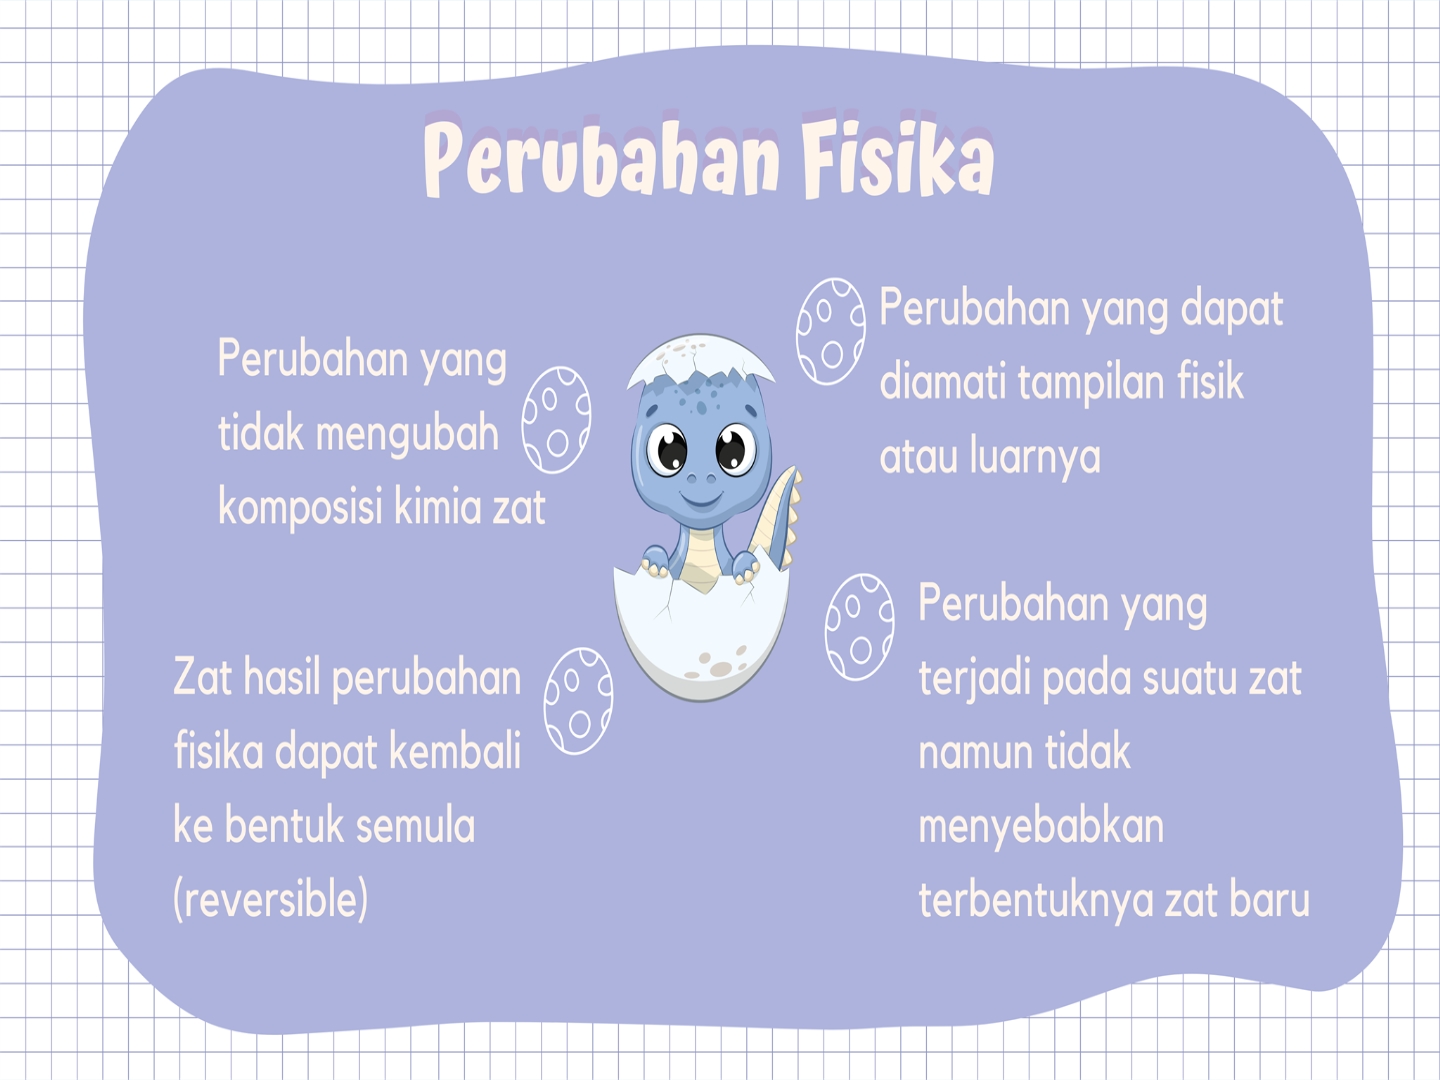 Perubahan Fisika
Perubahan yang
tidak mengubah
komposisi kimia zat
Perubahan yang dapat
diamati tampilan fisik
atau luarnya
Zat hasil perubahan
fisika dapat kembali
ke bentuk semula
(reversible)
Perubahan yang
terjadi pada suatu zat
namun tidak
menyebabkan
terbentuknya zat baru